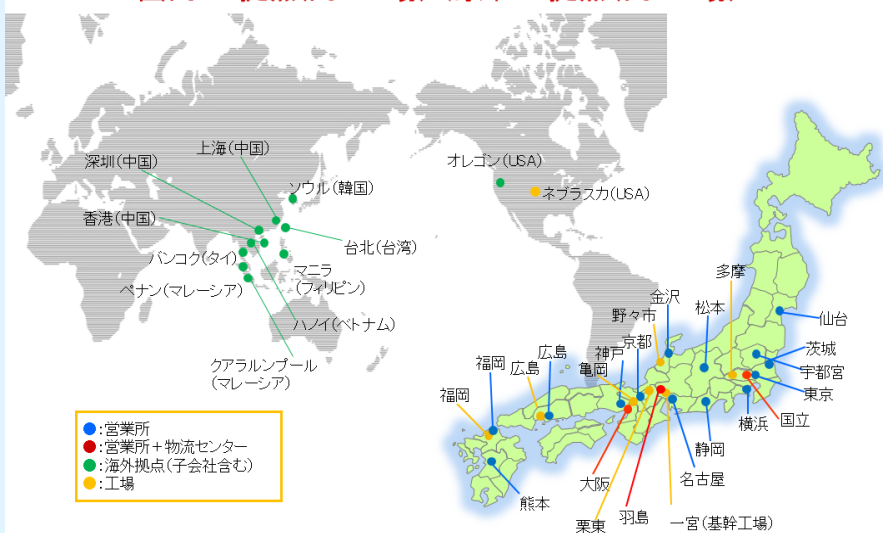 上海(中国)
深圳(中国)
ソウル(韓国)
香港(中国)
台北(台湾)
バンコク(タイ)
マニラ
(フィリピン)
ペナン(マレーシア)
ハノイ(ベトナム)
クアラルンプール
(マレーシア)
オレゴン(USA)
ネブラスカ(USA)
多摩
金沢
松本
野々市
仙台
京都
茨城
広島
神戸
宇都宮
福岡
広島
亀岡
東京
福岡
横浜
国立
静岡
名古屋
大阪
熊本
羽島
栗東
一宮(基幹工場)
●:営業所
●:営業所+物流センター
●:海外拠点(子会社含む)
●:工場